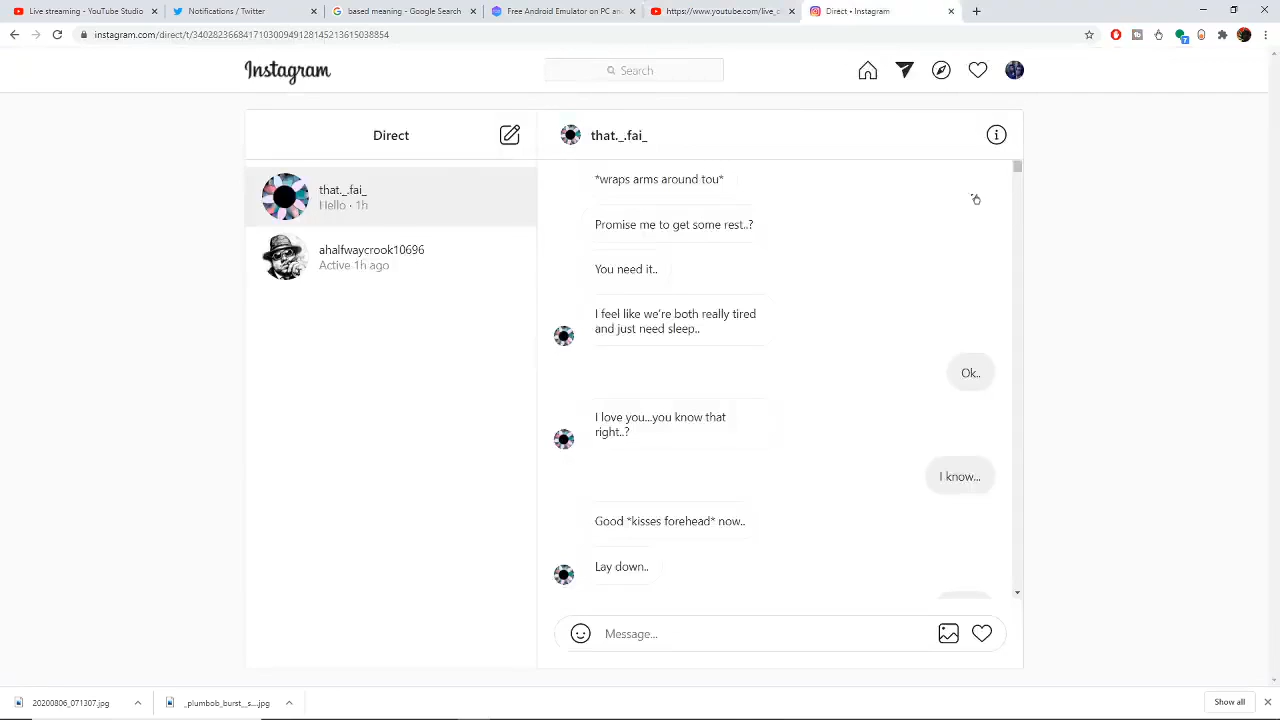 Live streaming - YouTube Studio
Notifications / Twitter
based meaning - Google Search
Free Android Emulator on PC an
https://www.youtube.com/live_d
Direct • Instagram
instagram.com/direct/t/340282366841710300949128145213615038854
Instagram
Search
Direct
that._.fai_
that._.fai_
Hello · 1h
ahalfwaycrook10696
Active 1h ago
*wraps arms around tou*
Promise me to get some rest..?
You need it..
I feel like we're both really tired
and just need sleep..
Ok..
I love you...you know that
right..?
I know...
Good *kisses forehead* now..
Lay down..
Message...
20200806_071307.jpg
_plumbob_burst__s....jpg
Show all